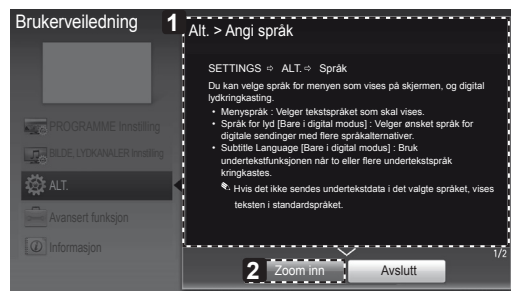 Brukerveiledning
1
Alt. > Angi språk
SETTINGS ⇨ ALT.⇨ Språk
Du kan velge språk for menyen som vises på skjermen, og digital
lydkringkasting.
• Menyspråk : Velger tekstspråket som skal vises.
• Språk for lyd [Bare i digital modus] : Velger ønsket språk for
digitale sendinger med flere språkalternativer.
• Subtitle Language [Bare i digital modus] : Bruk
undertekstfunksjonen når to eller flere undertekstspråk
kringkastes.
Hvis det ikke sendes undertekstdata i det valgte språket, vises
teksten i standardspråket.
PROGRAMME Innstilling
BILDE, LYDKANALER Innstilling
ALT.
Avansert funksjon
Informasjon
1/2
2
Zoom inn
Avslutt